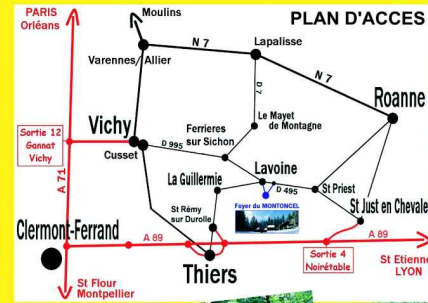 PARIS
Orléans
Moulins
PLAN D'ACCES
N 7
Lapalisse
Varennes/Allier
N 7
D 7
Roanne
Sortie 12
Gannat
Vichy
Vichy
Cusset
D 995
Ferrieres
sur Sichon
Le Mayet
de Montagne
A 71
La Guillermie
Lavoine
D 495
St Priest
Foyer du MONTONCEL
St Just en Chevale
St Rémy
sur Durolle
Clermont-Ferrand
A 89
Thiers
Sortie 4
Noirétable
A 89
St Etienne
LYON
St Flour
Montpellier